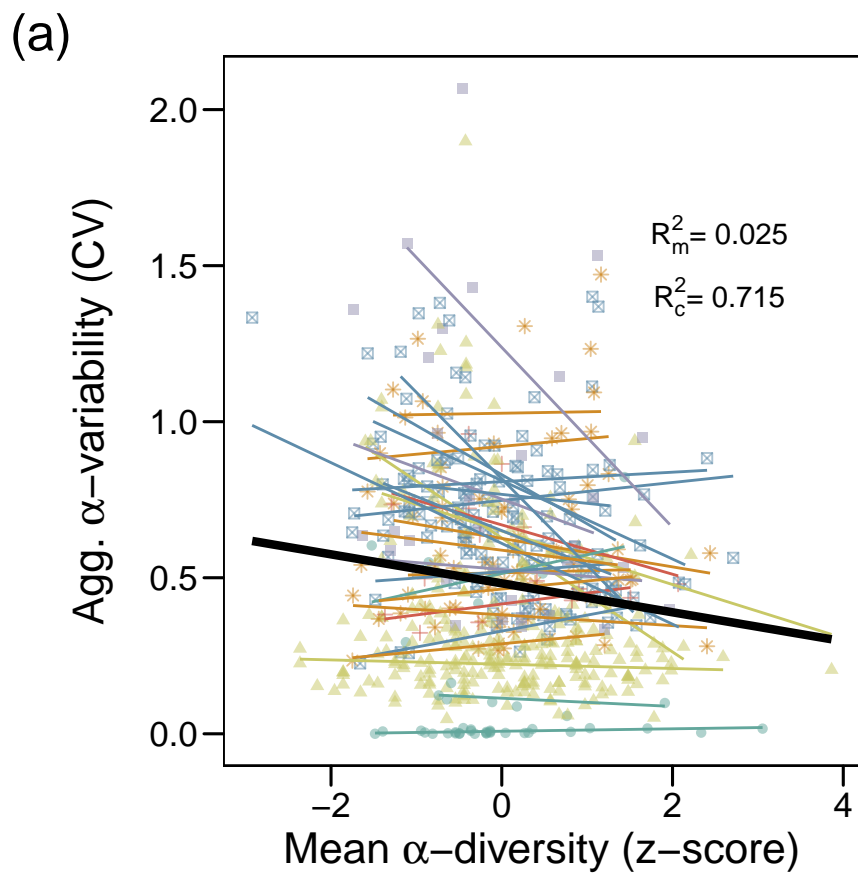 (a)
Agg. α−variability (CV)
2.0
1.5
1.0
0.5
0.0
R²ₘ= 0.025
R²c= 0.715
−2
0
2
4
Mean α−diversity (z−score)